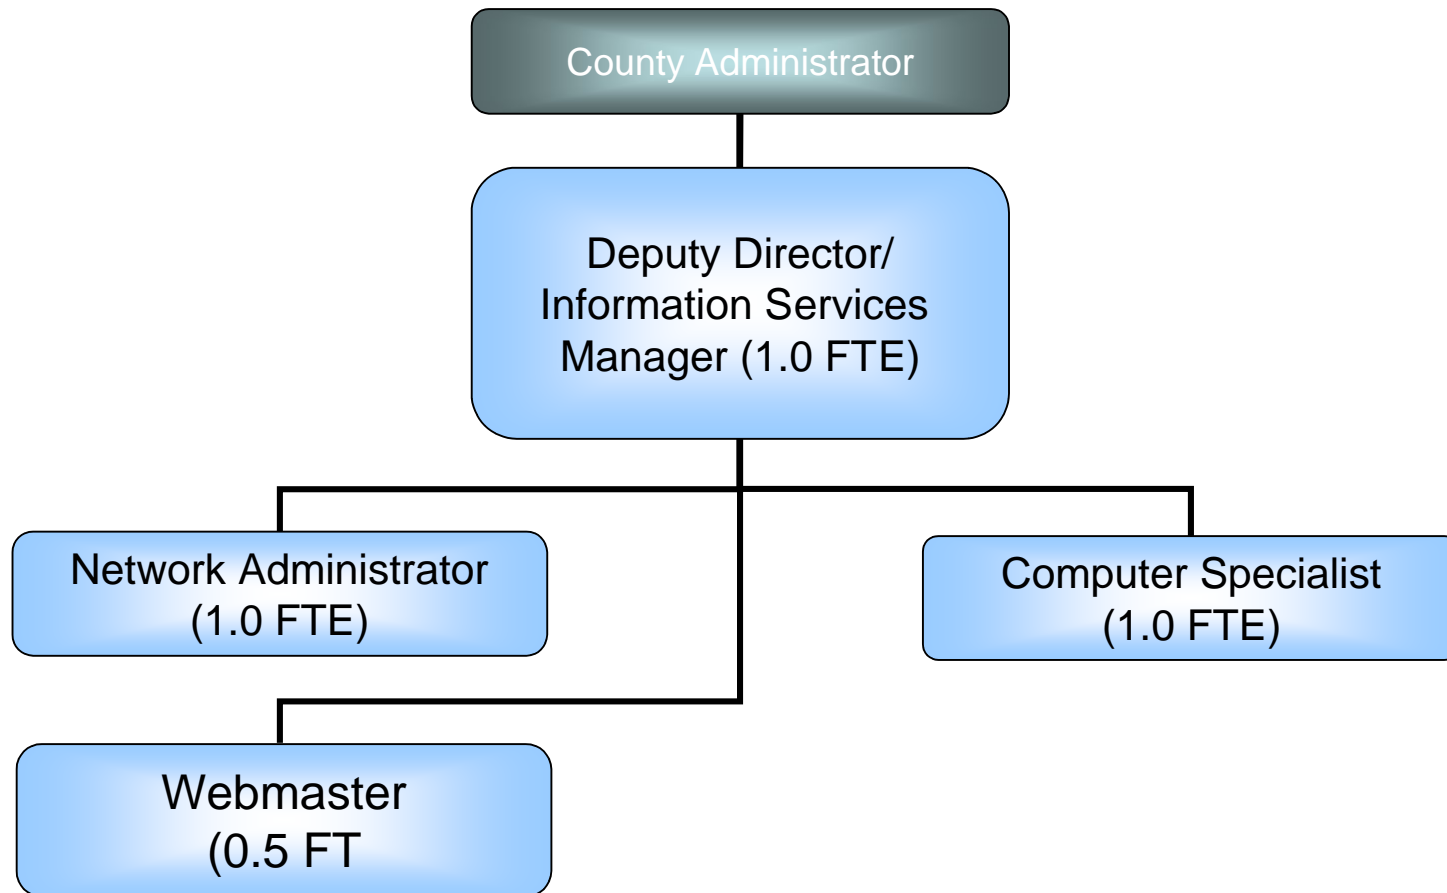 County Administrator
Deputy Director/
Information Services
Manager (1.0 FTE)
Network Administrator
(1.0 FTE)
Computer Specialist
(1.0 FTE)
Webmaster
(0.5 FT